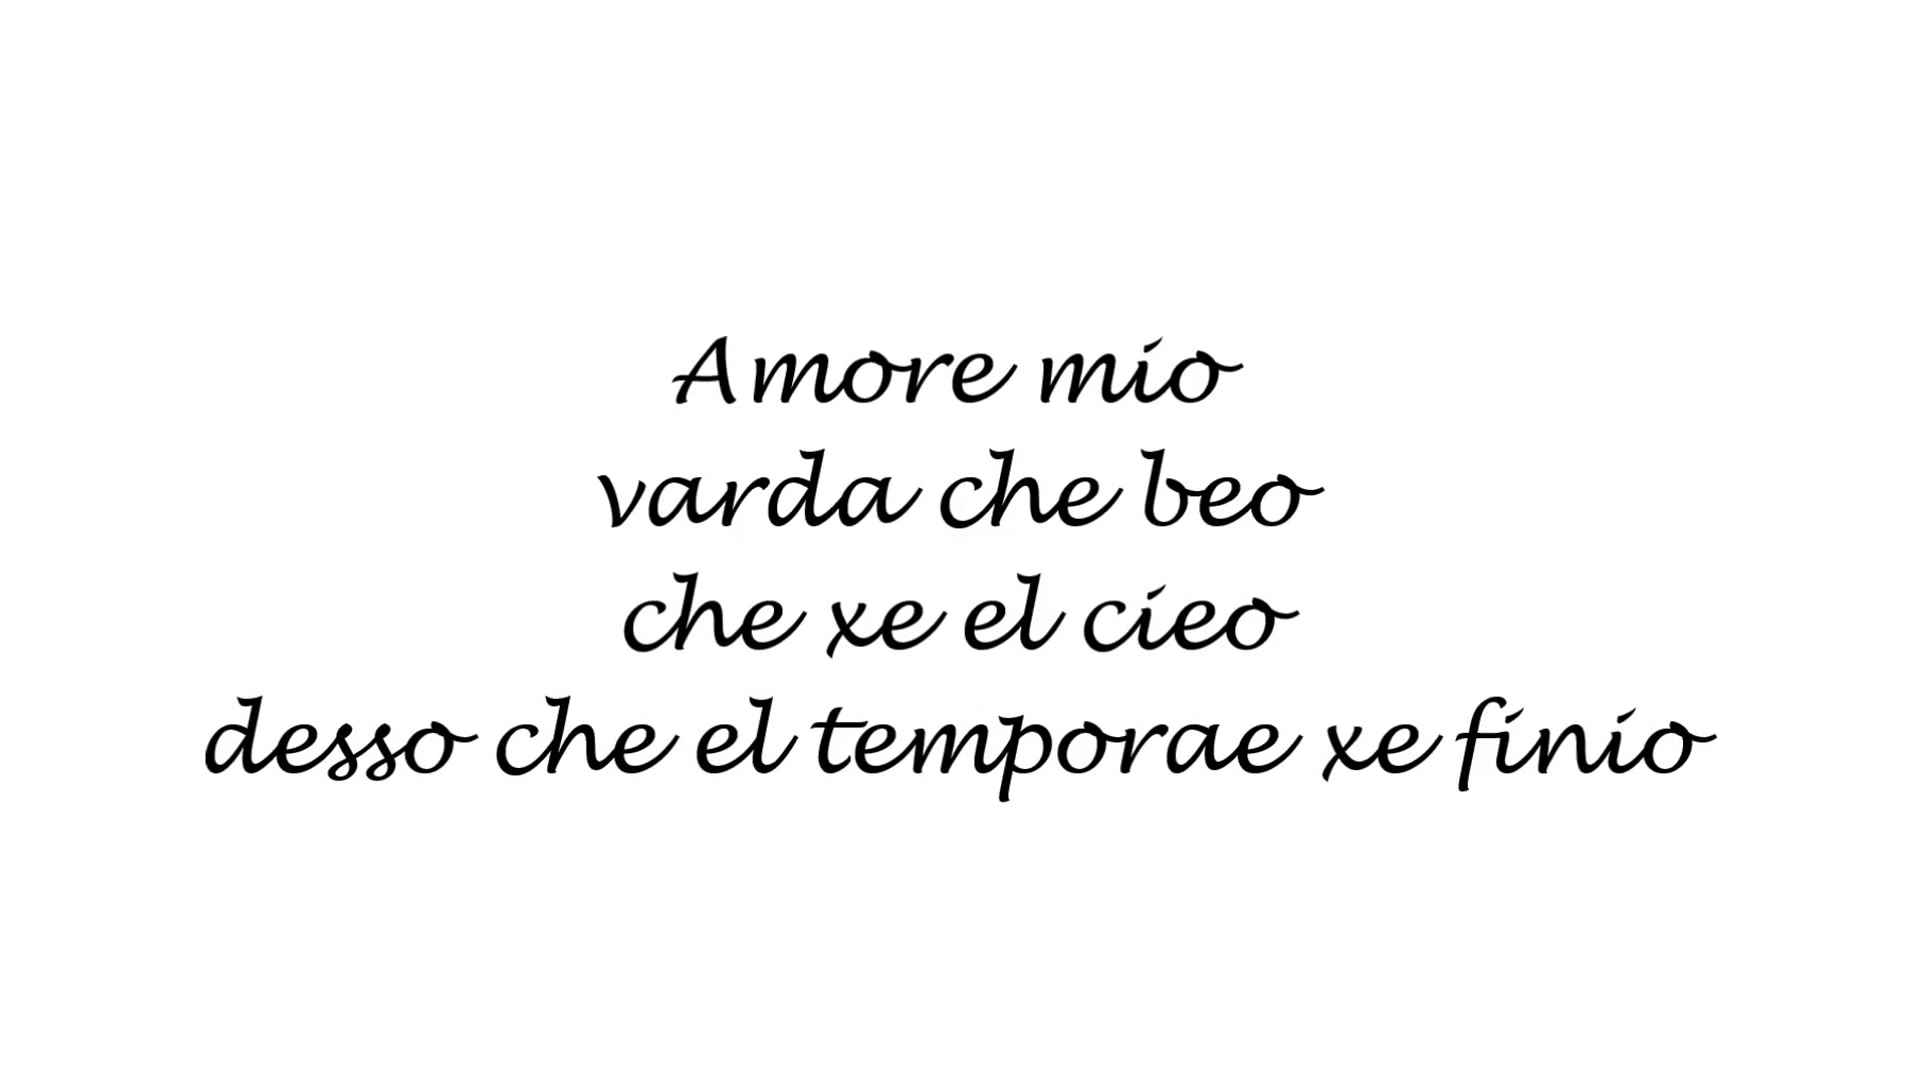 Amore mio
varda che beo
che xe el cieo
desso che el temporae xe finio